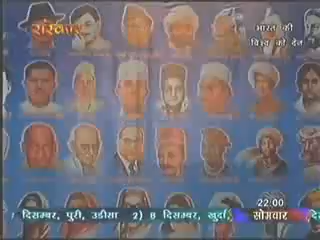 संस्कार
भारत की
विश्व को देन
22:00
दिसम्बर, पुरी, उडीसा 2) 8 दिसम्बर, खुर्दा, सोमवार